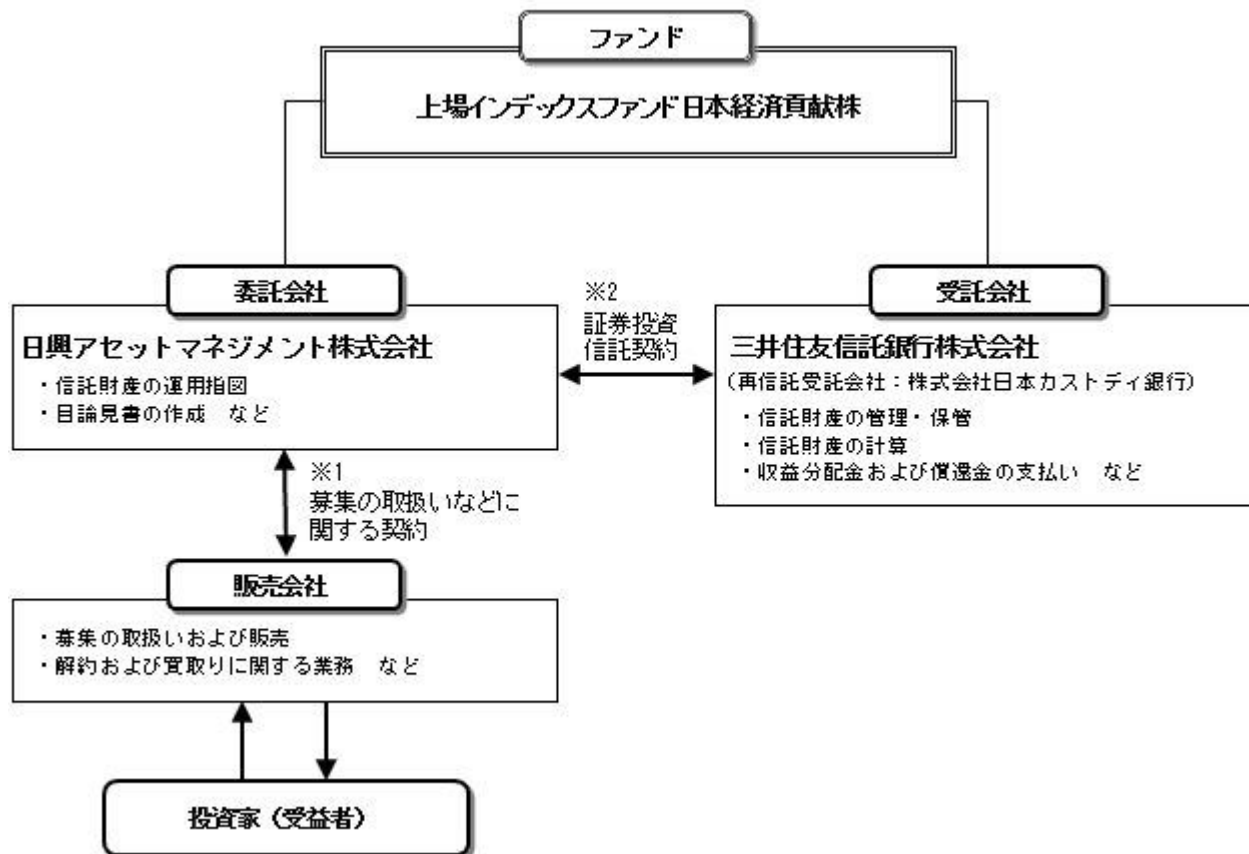 ファンド
上場インデックスファンド日本経済貢献株
委託会社
日興アセットマネジメント株式会社
・信託財産の運用指図
・目論見書の作成　など
※2
証券投資
信託契約
受託会社
三井住友信託銀行株式会社
(再信託受託会社：株式会社日本カストディ銀行)
・信託財産の管理・保管
・信託財産の計算
・収益分配金および償還金の支払い　など
※1
募集の取扱いなどに
関する契約
販売会社
・募集の取扱いおよび販売
・解約および買取りに関する業務　など
投資家（受益者）